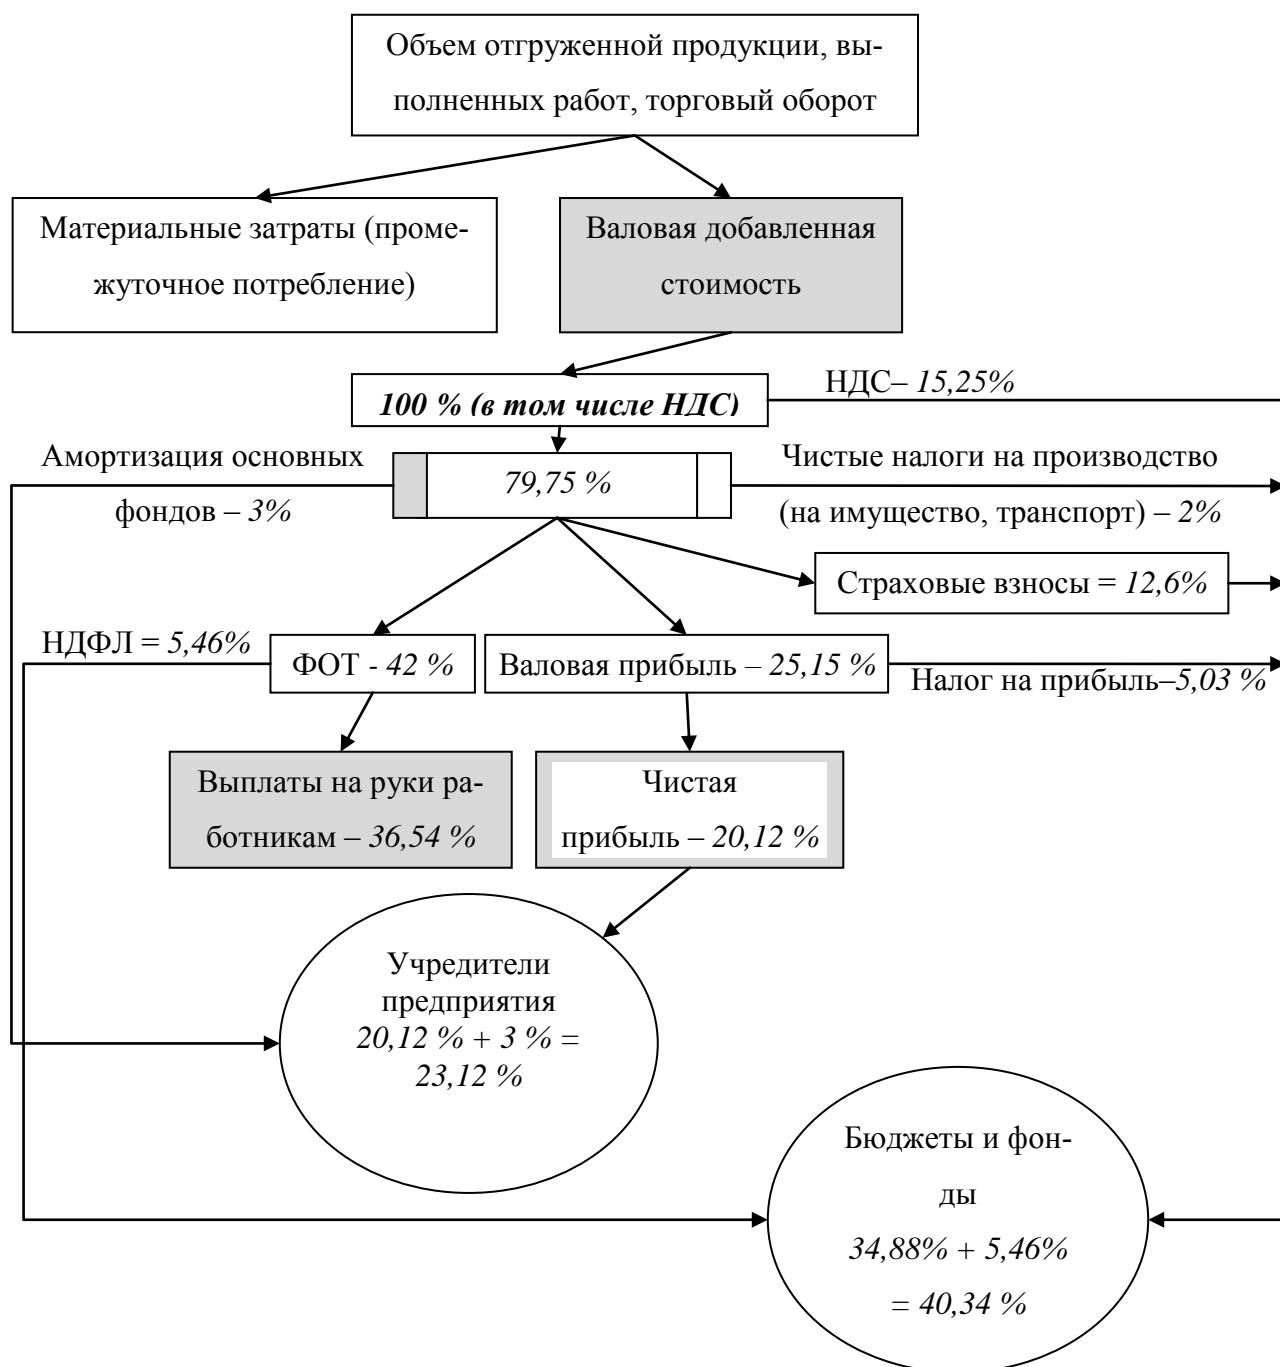 Объем отгруженной продукции, вы-
полненных работ, торговый оборот
Материальные затраты (проме-
жуточное потребление)
Валовая добавленная
стоимость
100 % (в том числе НДС)
НДС– 15,25%
Амортизация основных
фондов – 3%
79,75 %
Чистые налоги на производство
(на имущество, транспорт) – 2%
Страховые взносы = 12,6%
НДФЛ = 5,46%
ФОТ - 42 %
Валовая прибыль – 25,15 %
Налог на прибыль–5,03 %
Выплаты на руки ра-
ботникам – 36,54 %
Чистая
прибыль – 20,12 %
Учредители
предприятия
20,12 % + 3 % =
23,12 %
Бюджеты и фон-
ды
34,88% + 5,46%
= 40,34 %